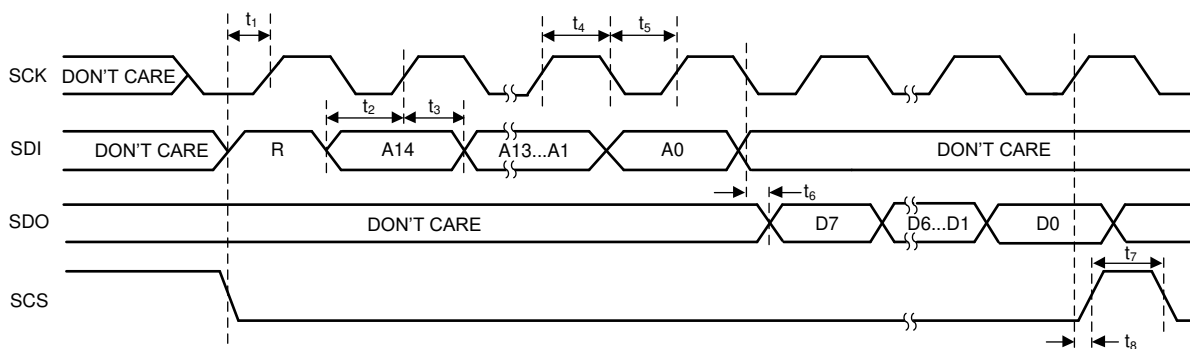 t1 t4 t5
SCK DON'T CARE
t2 t3
SDI DON'T CARE R A14 A13...A1 A0 DON'T CARE
t6
SDO DON'T CARE D7 D6...D1 D0
t7
SCS
t8